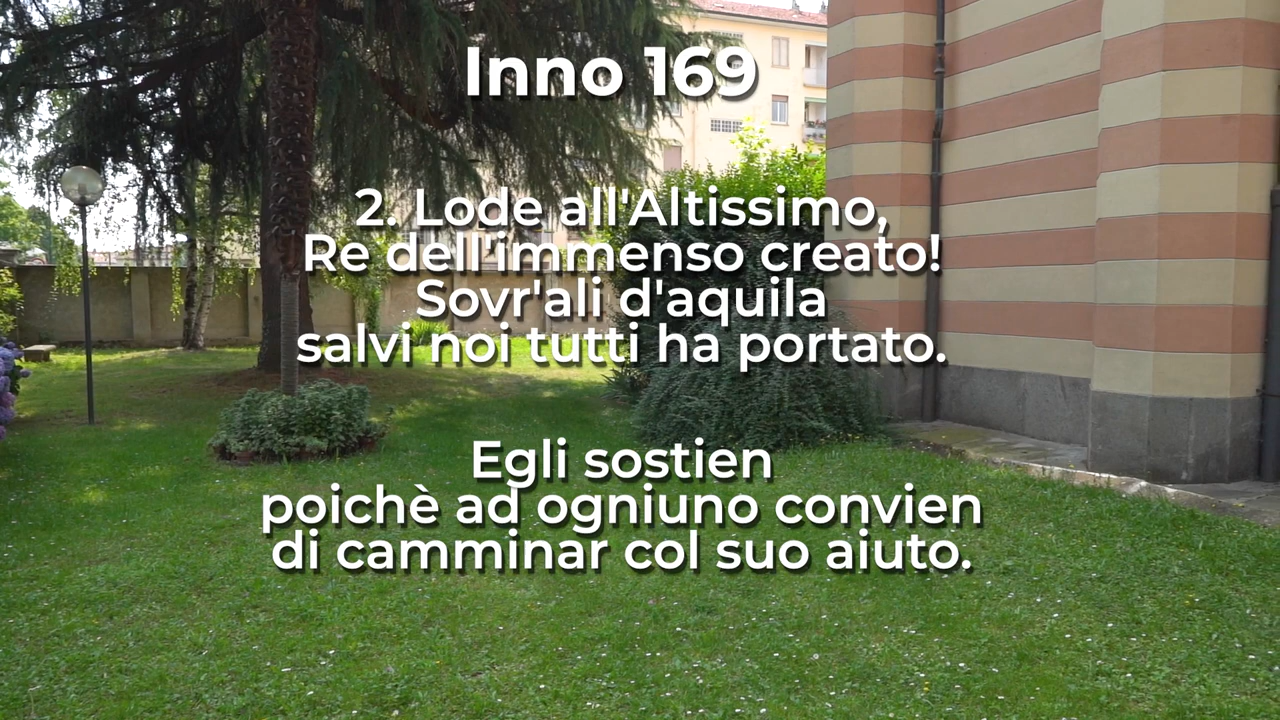 Inno 169
2. Lode all'Altissimo,
Re dell'immenso creato!
Sovr'ali d'aquila
salvi noi tutti ha portato.
Egli sostien
poichè ad ogniuno convien
di camminar col suo aiuto.